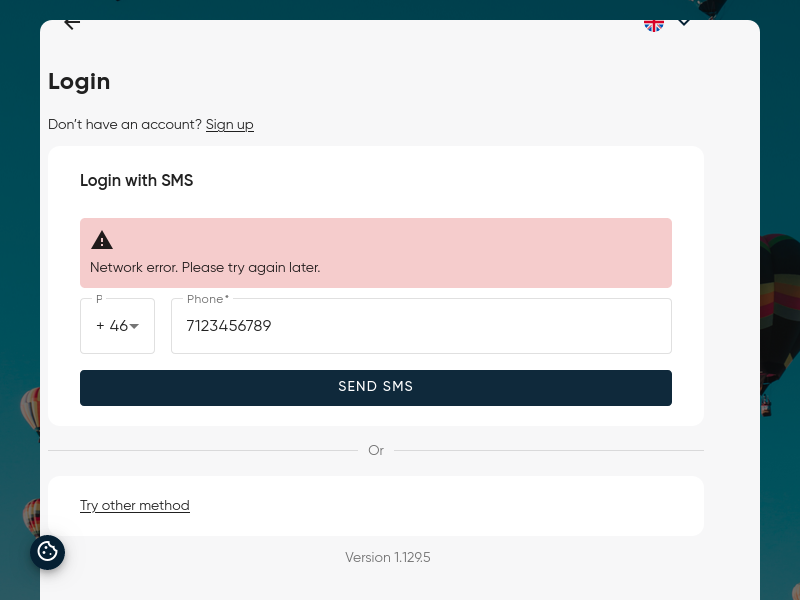 Login
Don't have an account? Sign up
Login with SMS
Network error. Please try again later.
P
Phone*
+ 46
7123456789
SEND SMS
Or
Try other method
Version 1.129.5